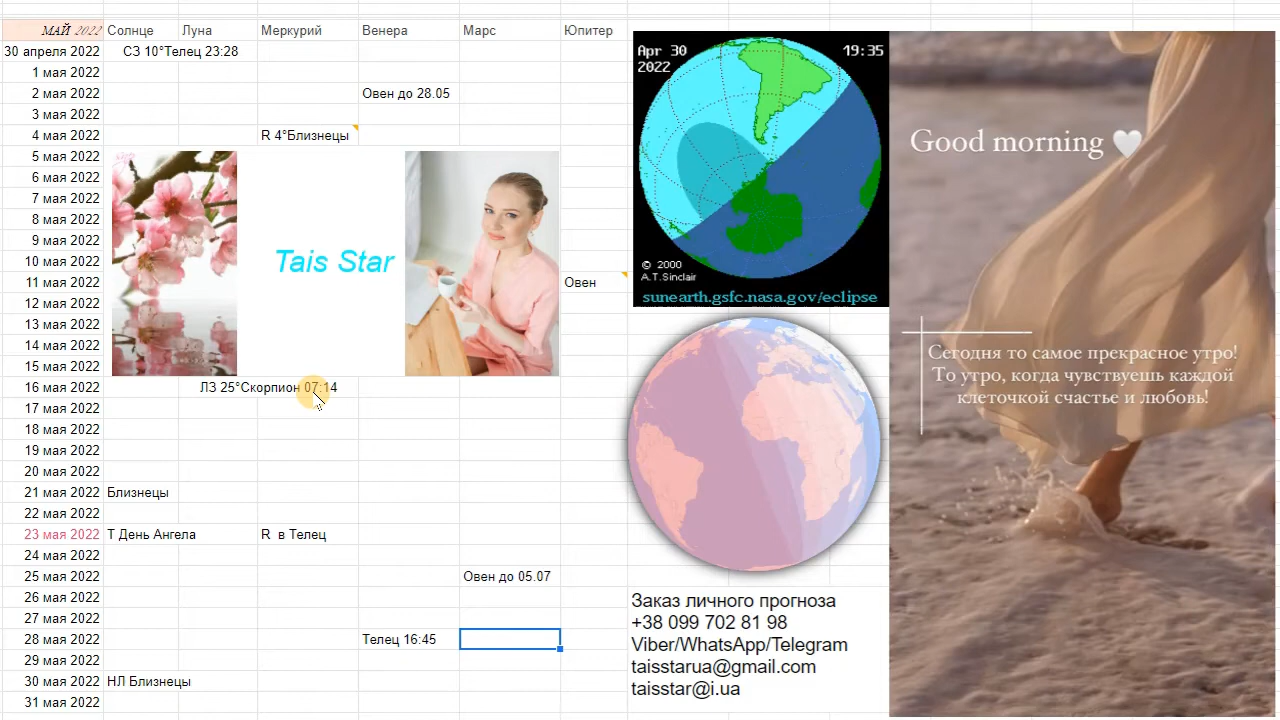 МАЙ 2022 Солнце Луна Меркурий Венера Марс Юпитер
30 апреля 2022 СЗ 10°Телец 23:28
1 мая 2022
2 мая 2022 Овен до 28.05
3 мая 2022
4 мая 2022 R 4°Близнецы
5 мая 2022
6 мая 2022
7 мая 2022
8 мая 2022
9 мая 2022
10 мая 2022
11 мая 2022 Овен
12 мая 2022
13 мая 2022
14 мая 2022
15 мая 2022
16 мая 2022 ЛЗ 25°Скорпион 07:14
17 мая 2022
18 мая 2022
19 мая 2022
20 мая 2022
21 мая 2022 Близнецы
22 мая 2022
23 мая 2022 Т День Ангела R в Телец
24 мая 2022
25 мая 2022 Овен до 05.07
26 мая 2022
27 мая 2022
28 мая 2022 Телец 16:45
29 мая 2022
30 мая 2022 НЛ Близнецы
31 мая 2022
Tais Star
Apr 30 19:35
2022
© 2000
A.T.Sinclair
sunearth.gsfc.nasa.gov/eclipse
Заказ личного прогноза
+38 099 702 81 98
Viber/WhatsApp/Telegram
taisstarua@gmail.com
taisstar@i.ua
Good morning 🤍
Сегодня то самое прекрасное утро!
То утро, когда чувствуешь каждой
клеточкой счастье и любовь!